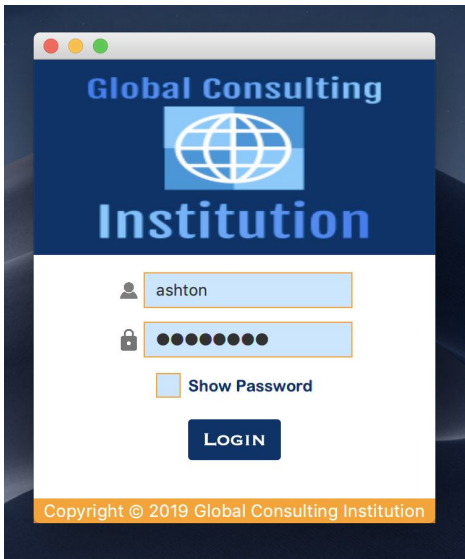 Global Consulting
Institution
ashton
●●●●●●●●
Show Password
LOGIN
Copyright © 2019 Global Consulting Institution